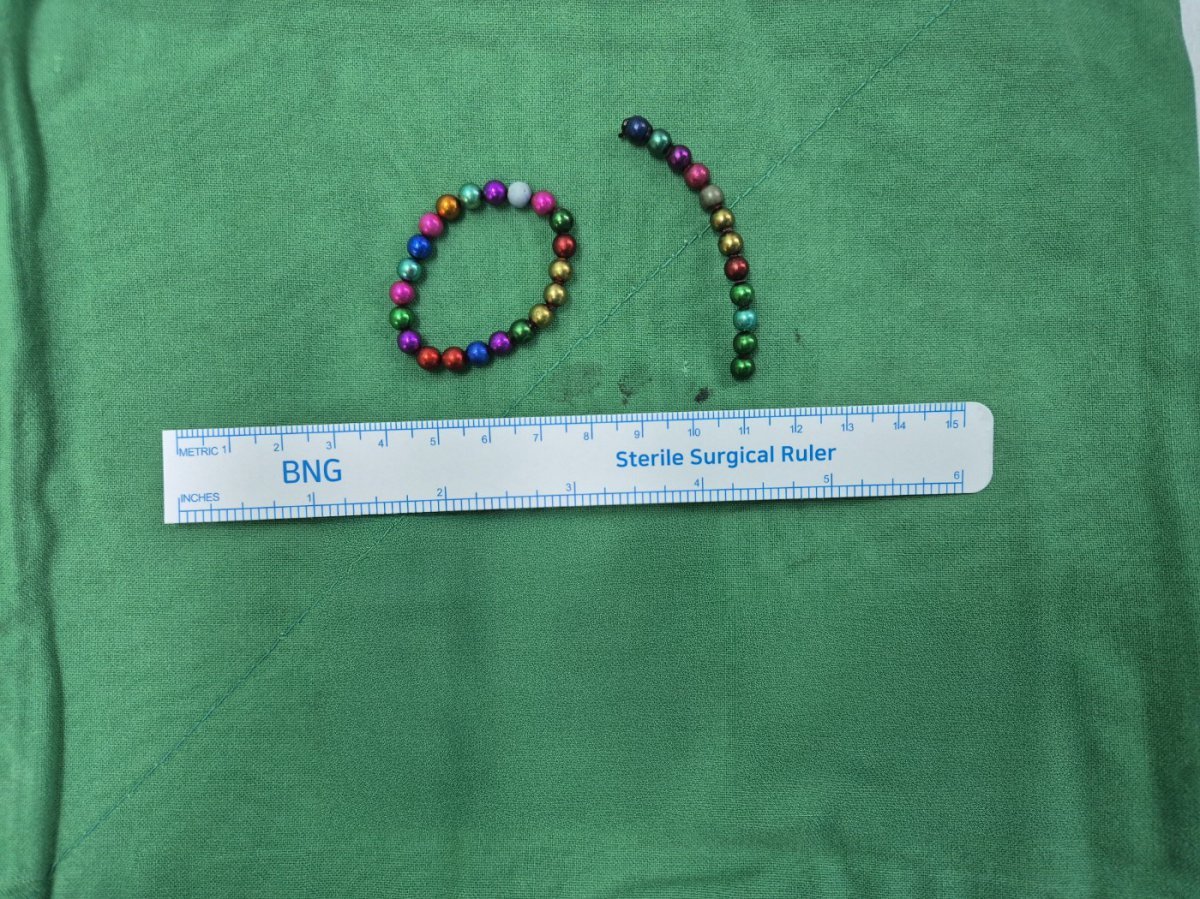 METRIC 1 2 3 4 5 6 7 8 9 10 11 12 13 14 15
BNG
Sterile Surgical Ruler
INCHES 1 2 3 4 5 6